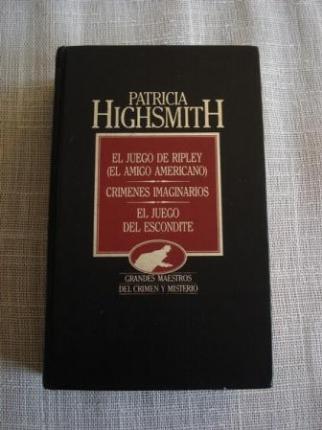 PATRICIA
HIGHSMITH
EL JUEGO DE RIPLEY
(EL AMIGO AMERICANO)
CRIMENES IMAGINARIOS
EL JUEGO
DEL ESCONDITE
GRANDES MAESTROS
DEL CRIMEN Y MISTERIO